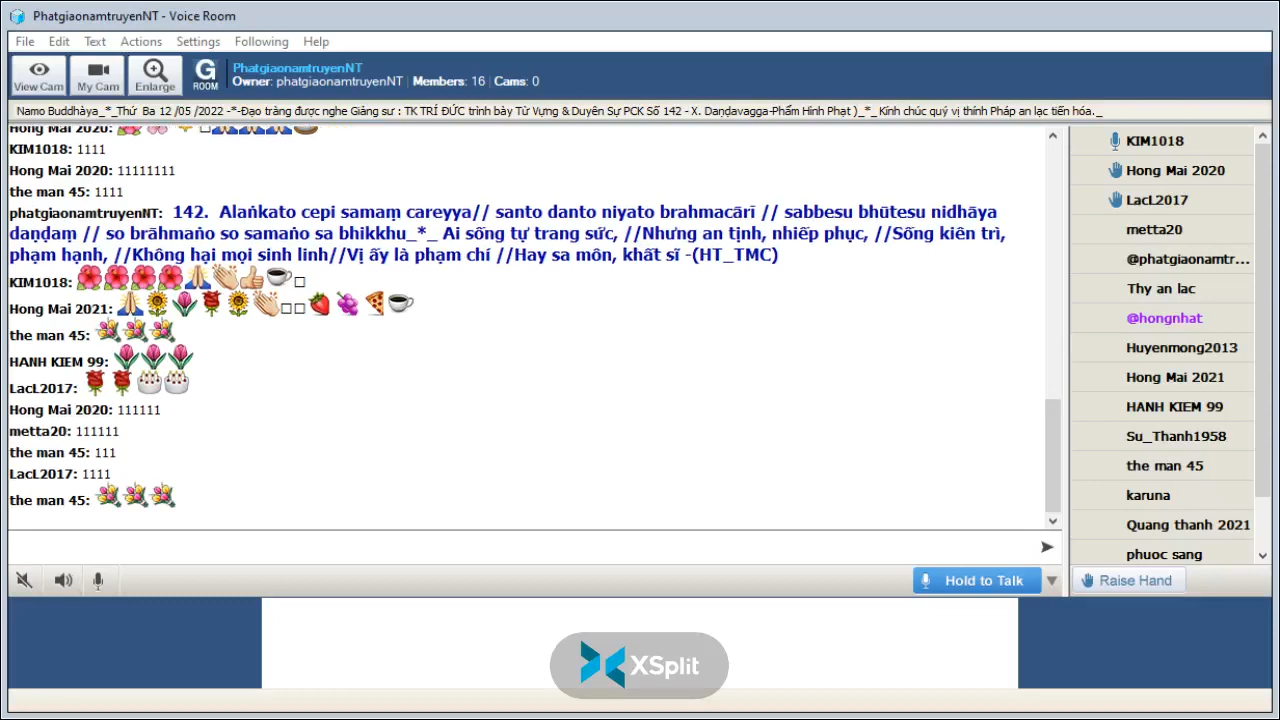 PhatgiaonamtruyenNT - Voice Room
File Edit Text Actions Settings Following Help
View Cam My Cam Enlarge G ROOM
PhatgiaonamtruyenNT
Owner: phatgiaonamtruyenNT | Members: 16 | Cams: 0
Namo Buddhàya_*_Thứ Ba 12 /05 /2022 -*-Đạo tràng được nghe Giảng sư : TK TRÍ ĐỨC trình bày Từ Vựng & Duyên Sự PCK Số 142 - X. Daṇḍavagga-Phẩm Hình Phạt )_*_ Kính chúc quý vị thính Pháp an lạc tiến hóa._
Hong Mai 2020:
KIM1018: 1111
Hong Mai 2020: 11111111
the man 45: 1111
phatgiaonamtruyenNT: 142. Alaṅkato cepi samaṃ careyya// santo danto niyato brahmacārī // sabbesu bhūtesu nidhāya
daṇḍaṃ // so brāhmaṅo so samaṅo sa bhikkhu_*_ Ai sống tự trang sức, //Nhưng an tịnh, nhiếp phục, //Sống kiên trì,
phạm hạnh, //Không hại mọi sinh linh//Vị ấy là phạm chí //Hay sa môn, khất sĩ -(HT_TMC)
KIM1018:
Hong Mai 2021:
the man 45:
HANH KIEM 99:
LacL2017:
Hong Mai 2020: 111111
metta20: 111111
the man 45: 111
LacL2017: 1111
the man 45:
KIM1018
Hong Mai 2020
LacL2017
metta20
@phatgiaonamtr...
Thy an lac
@hongnhat
Huyenmong2013
Hong Mai 2021
HANH KIEM 99
Su_Thanh1958
the man 45
karuna
Quang thanh 2021
phuoc sang
Hold to Talk
Raise Hand
XSplit